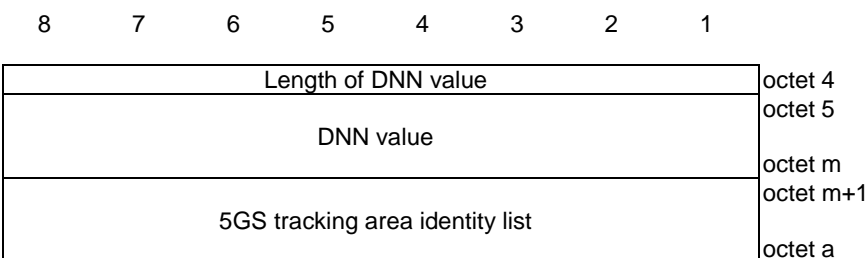 8 7 6 5 4 3 2 1
Length of DNN value octet 4
octet 5
DNN value
octet m
octet m+1
5GS tracking area identity list
octet a